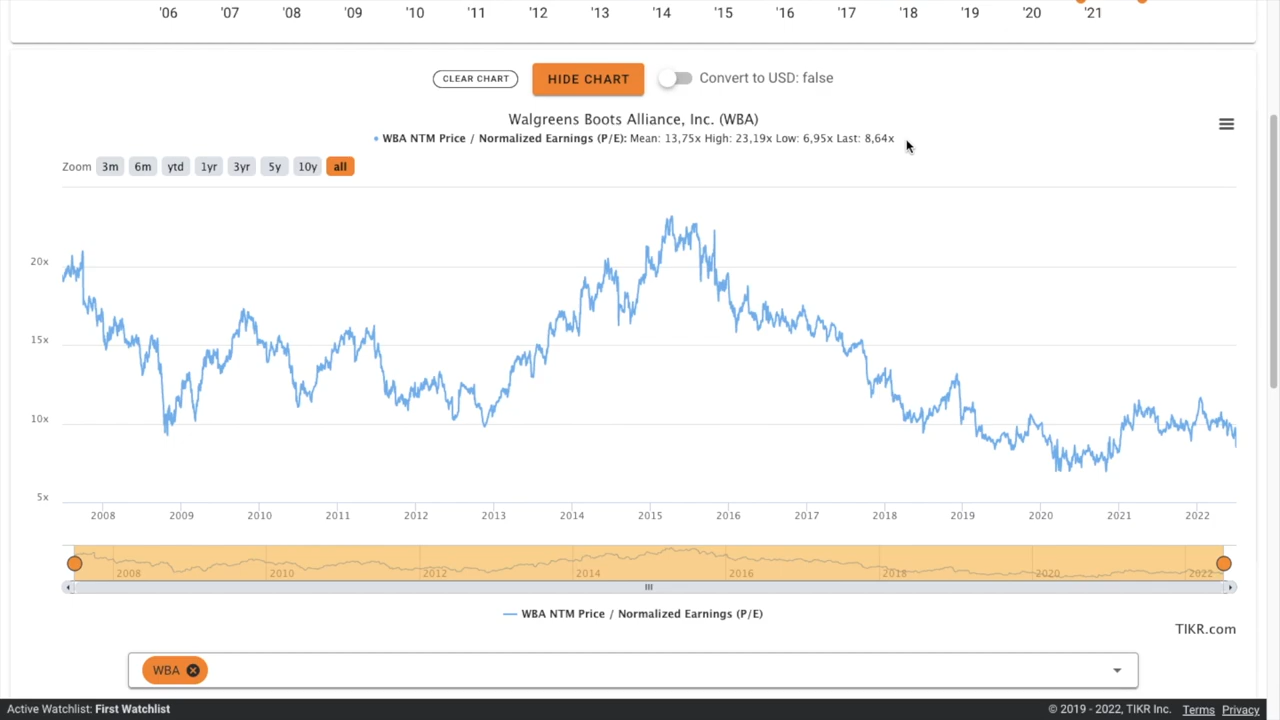 '06 '07 '08 '09 '10 '11 '12 '13 '14 '15 '16 '17 '18 '19 '20 '21
CLEAR CHART HIDE CHART Convert to USD: false
Walgreens Boots Alliance, Inc. (WBA)
WBA NTM Price / Normalized Earnings (P/E): Mean: 13,75x High: 23,19x Low: 6,95x Last: 8,64x
Zoom 3m 6m ytd 1yr 3yr 5y 10y all
20x
15x
10x
5x
2008 2009 2010 2011 2012 2013 2014 2015 2016 2017 2018 2019 2020 2021 2022
2008 2010 2012 2014 2016 2018 2020 2022
WBA NTM Price / Normalized Earnings (P/E)
TIKR.com
WBA
Active Watchlist: First Watchlist © 2019 - 2022, TIKR Inc. Terms Privacy